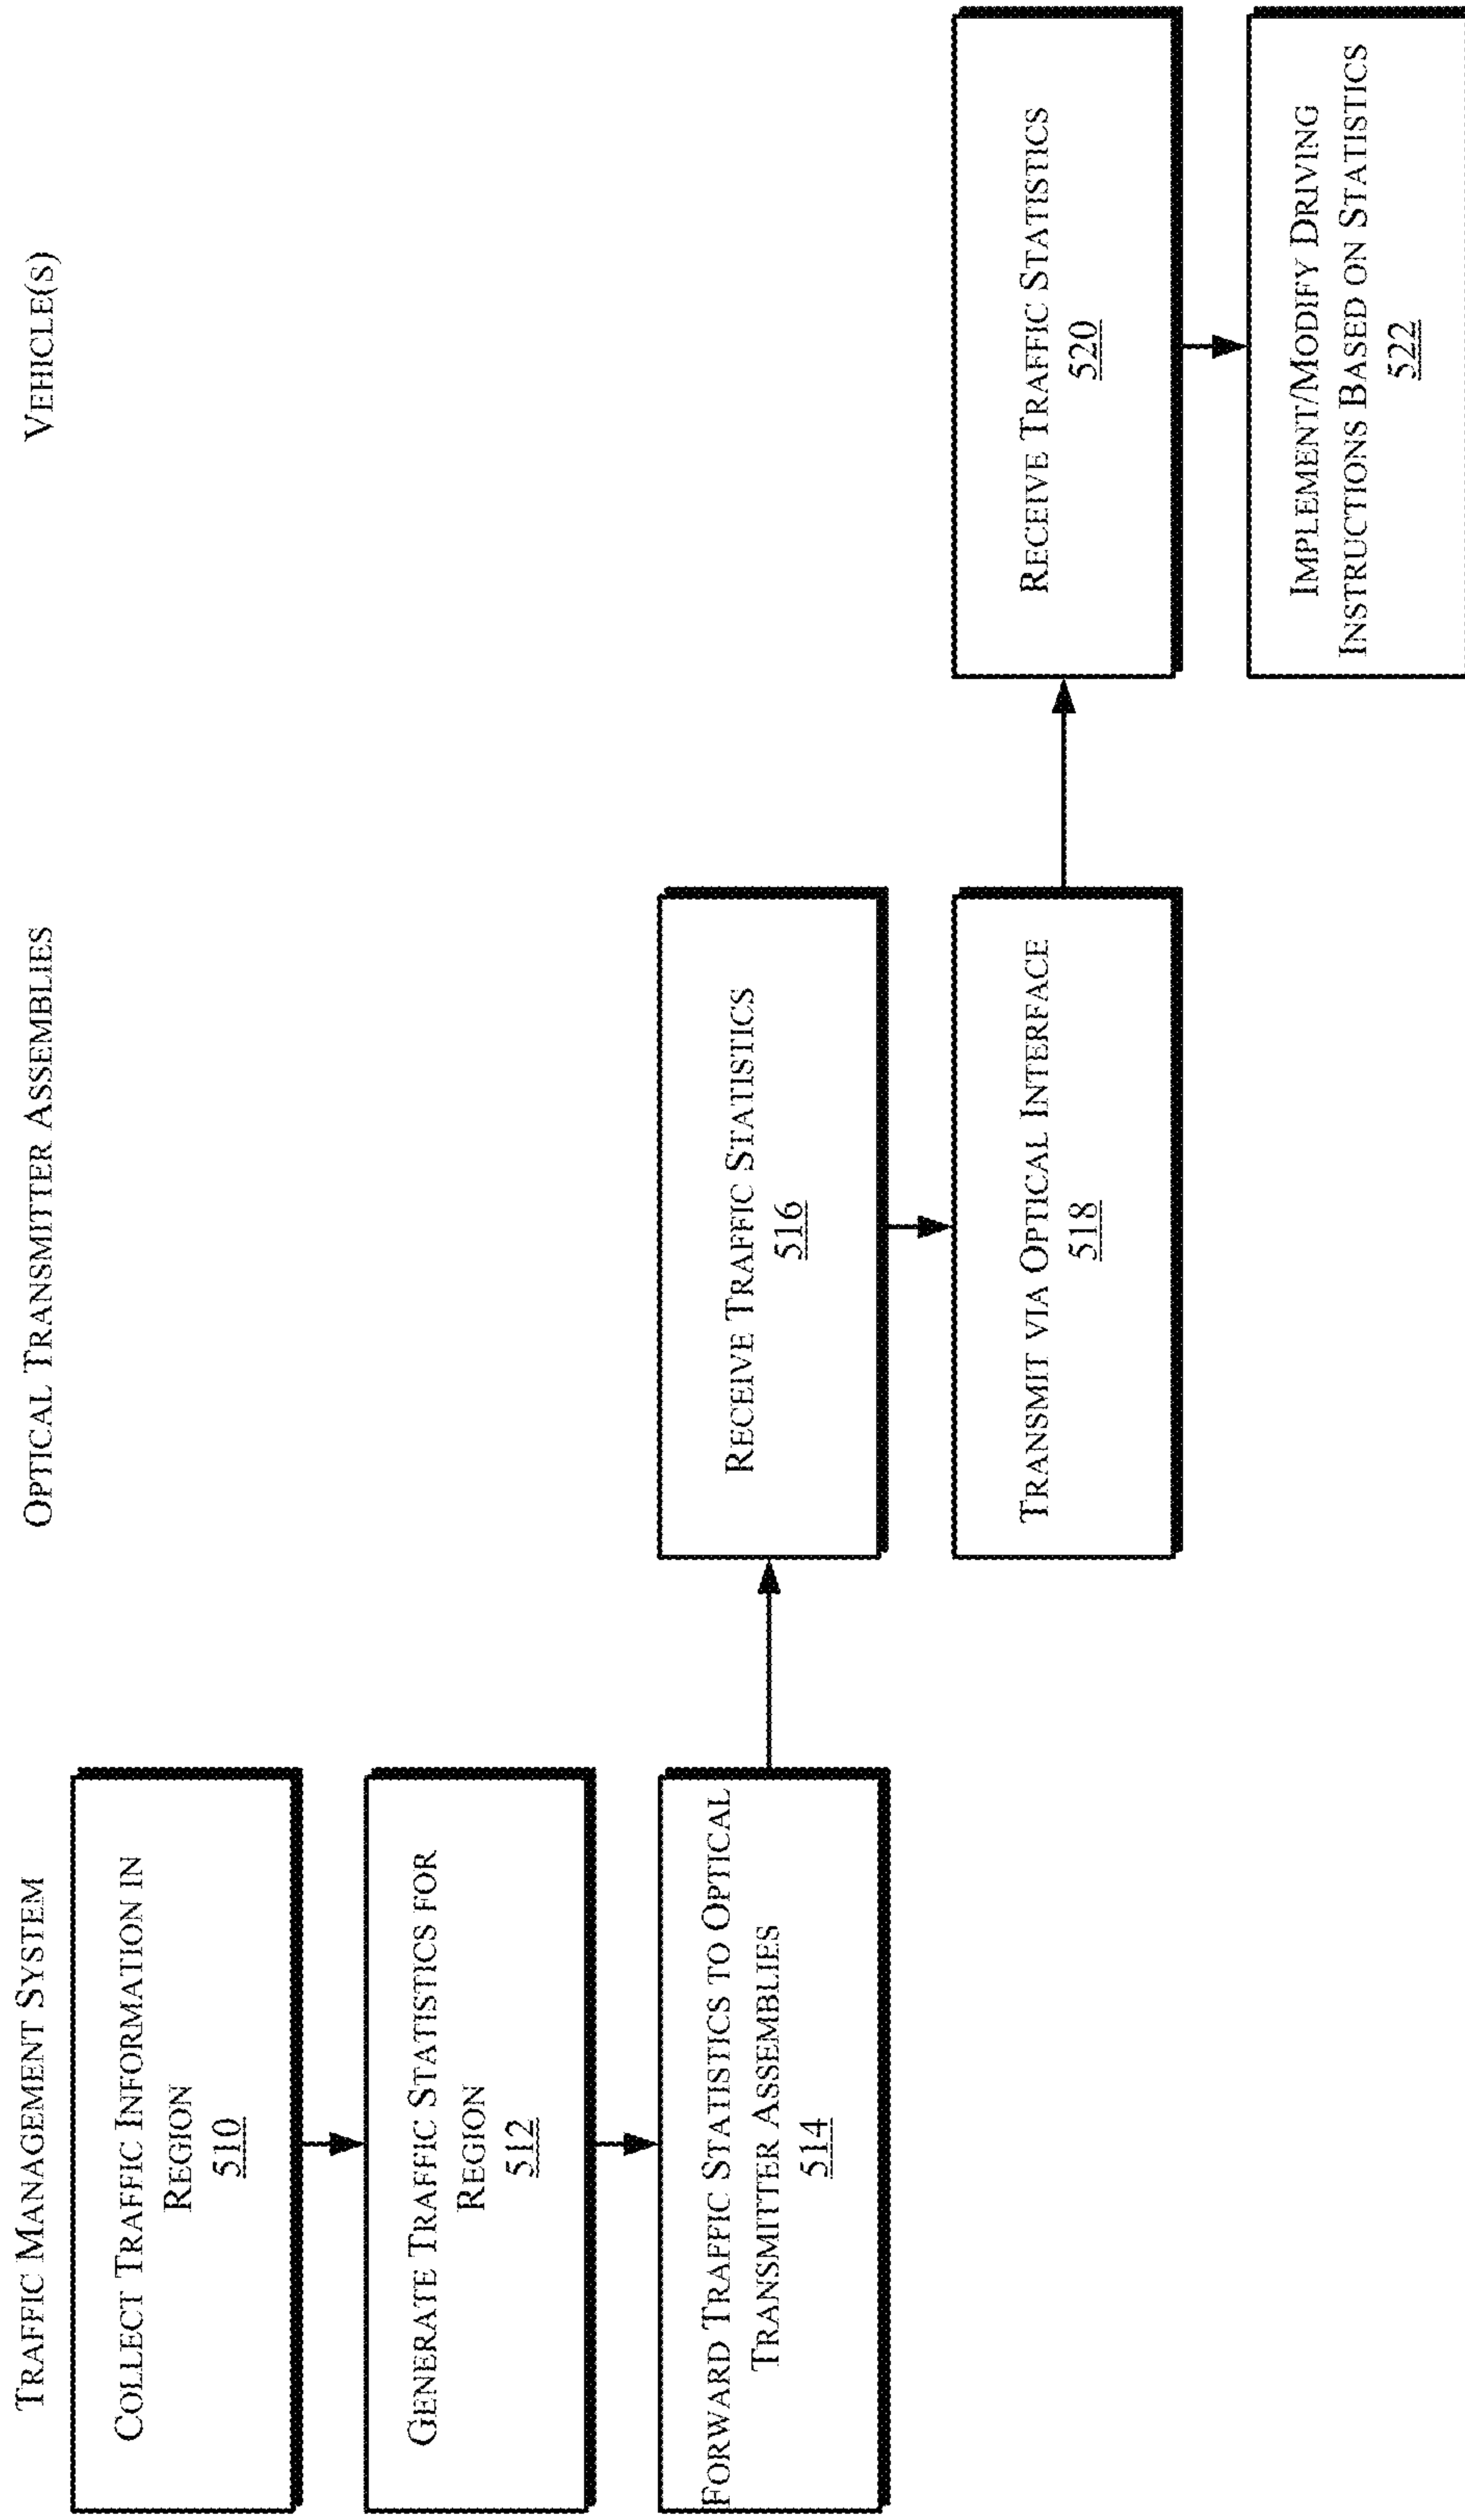 TRAFFIC MANAGEMENT SYSTEM
COLLECT TRAFFIC INFORMATION IN
REGION
510
GENERATE TRAFFIC STATISTICS FOR
REGION
512
FORWARD TRAFFIC STATISTICS TO OPTICAL
TRANSMITTER ASSEMBLIES
514
OPTICAL TRANSMITTER ASSEMBLIES
RECEIVE TRAFFIC STATISTICS
516
TRANSMIT VIA OPTICAL INTERFACE
518
VEHICLE(S)
RECEIVE TRAFFIC STATISTICS
520
IMPLEMENT/MODIFY DRIVING
INSTRUCTIONS BASED ON STATISTICS
522